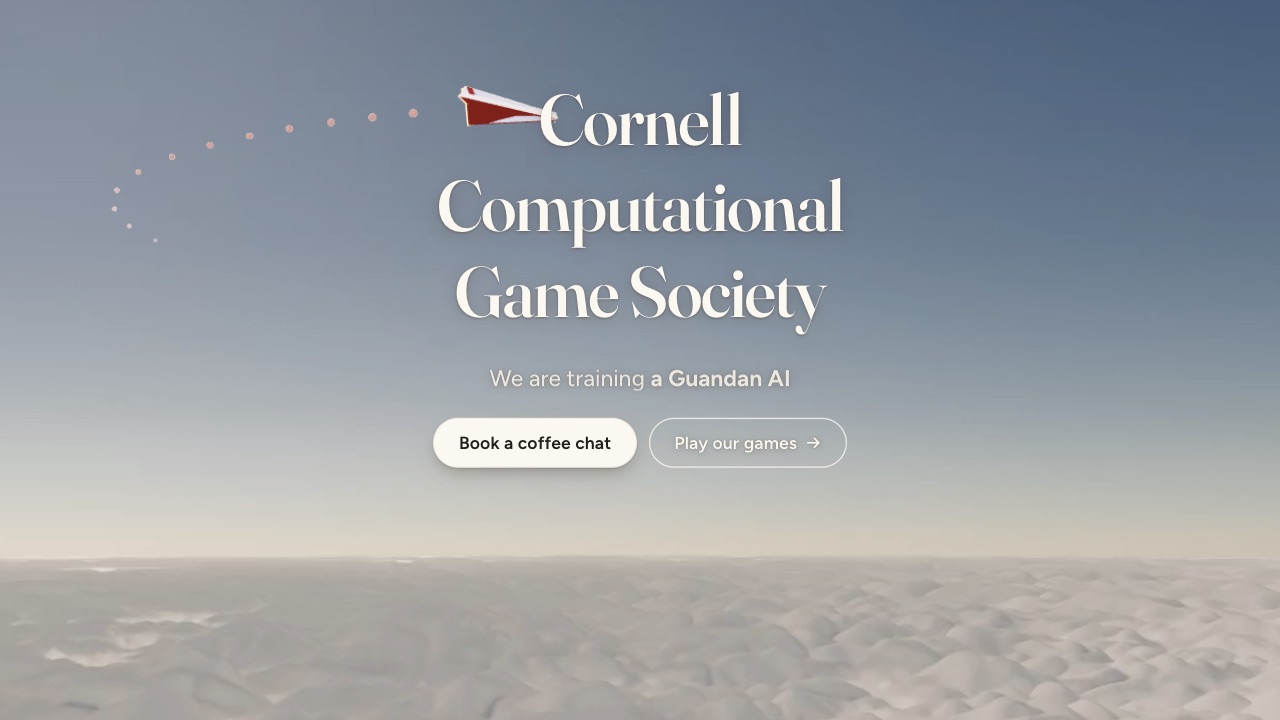 Cornell
Computational
Game Society
We are training a Guandan AI
Book a coffee chat
Play our games →